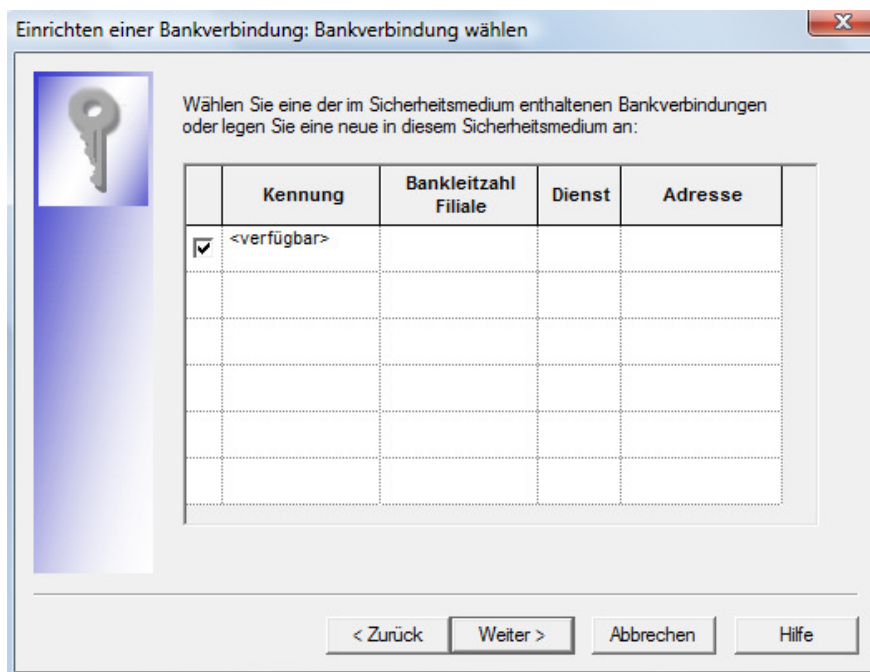 Einrichten einer Bankverbindung: Bankverbindung wählen
Wählen Sie eine der im Sicherheitsmedium enthaltenen Bankverbindungen
oder legen Sie eine neue in diesem Sicherheitsmedium an:
Kennung
Bankleitzahl
Filiale
Dienst
Adresse
<verfügbar>
< Zurück
Weiter >
Abbrechen
Hilfe